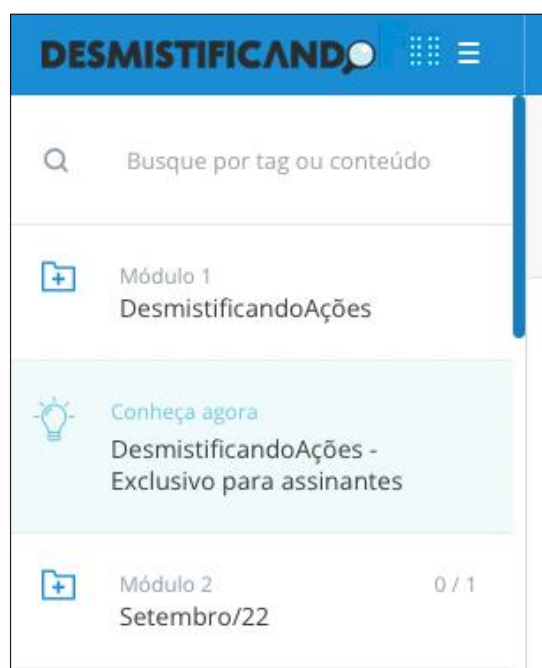 DESMISTIFICANDO
Busque por tag ou conteúdo
Módulo 1
DesmistificandoAções
Conheça agora
DesmistificandoAções -
Exclusivo para assinantes
Módulo 2 0 / 1
Setembro/22